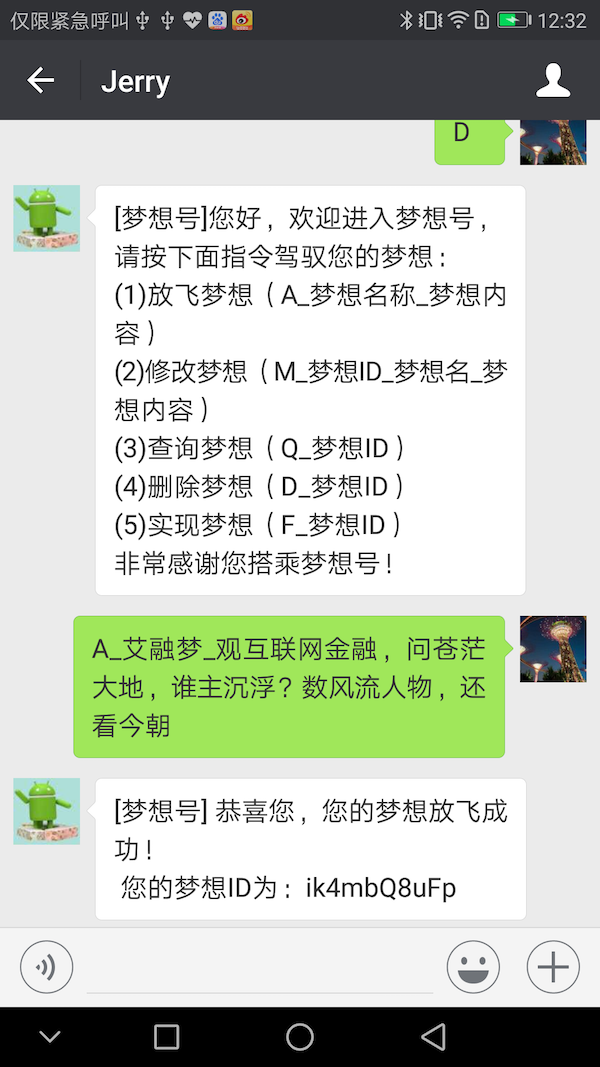 仅限紧急呼叫
12:32
Jerry
D
[梦想号]您好，欢迎进入梦想号，
请按下面指令驾驭您的梦想：
(1)放飞梦想（A_梦想名称_梦想内
容）
(2)修改梦想（M_梦想ID_梦想名_梦
想内容）
(3)查询梦想（Q_梦想ID）
(4)删除梦想（D_梦想ID）
(5)实现梦想（F_梦想ID）
非常感谢您搭乘梦想号！
A_艾融梦_观互联网金融，问苍茫
大地，谁主沉浮？数风流人物，还
看今朝
[梦想号] 恭喜您，您的梦想放飞成
功！
您的梦想ID为：ik4mbQ8uFp